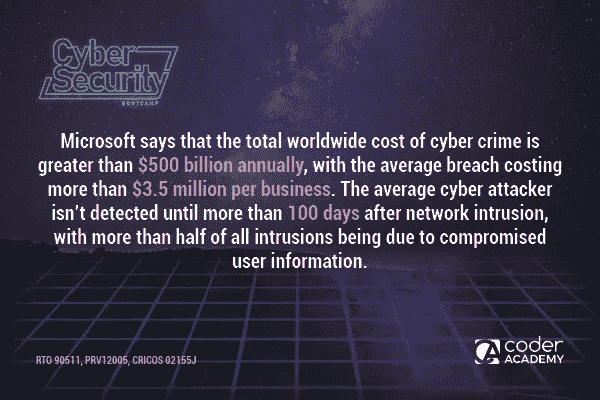 Cyber
Security
BOOTCAMP
Microsoft says that the total worldwide cost of cyber crime is
greater than $500 billion annually, with the average breach costing
more than $3.5 million per business. The average cyber attacker
isn't detected until more than 100 days after network intrusion,
with more than half of all intrusions being due to compromised
user information.
RTO 90511, PRV12005, CRICOS 02155J
CA coder
ACADEMY